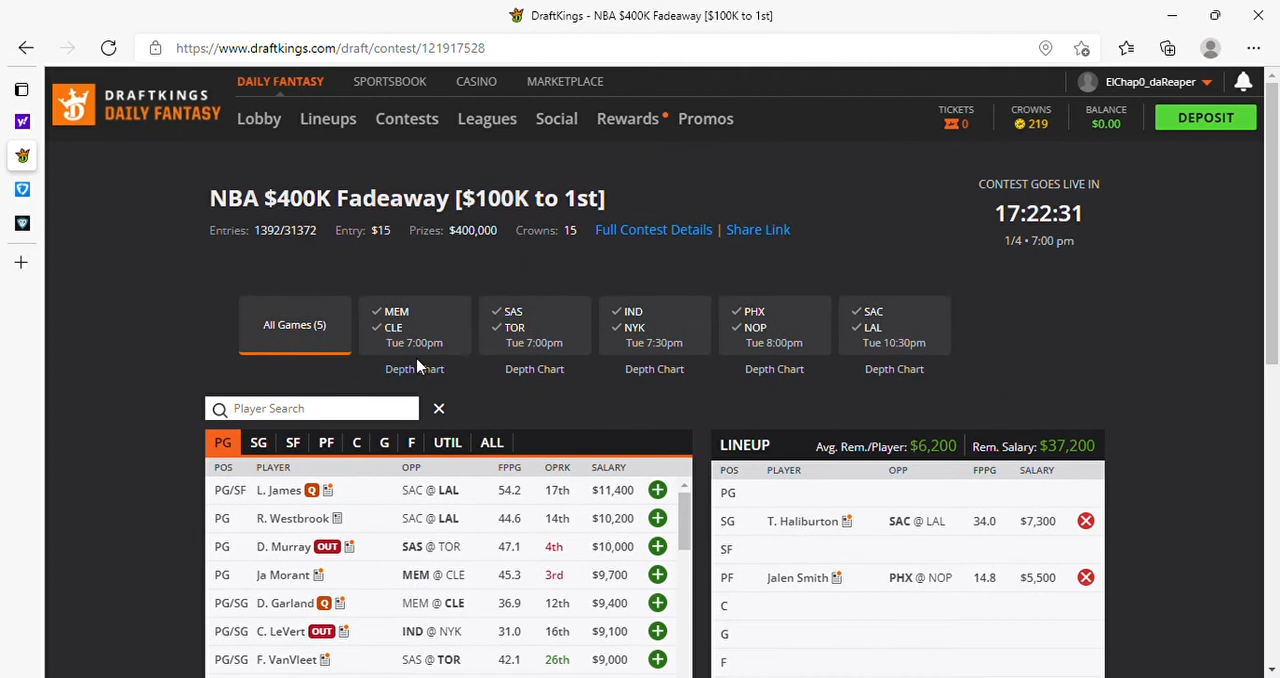 DraftKings - NBA $400K Fadeaway [$100K to 1st]
https://www.draftkings.com/draft/contest/121917528
DRAFTKINGS
DAILY FANTASY
DAILY FANTASY SPORTSBOOK CASINO MARKETPLACE
ElChap0_daReaper
Lobby Lineups Contests Leagues Social Rewards Promos
TICKETS
0
CROWNS
219
BALANCE
$0.00
DEPOSIT
NBA $400K Fadeaway [$100K to 1st]
Entries: 1392/31372 Entry: $15 Prizes: $400,000 Crowns: 15 Full Contest Details | Share Link
CONTEST GOES LIVE IN
17:22:31
1/4 • 7:00 pm
All Games (5)
MEM
CLE
Tue 7:00pm
Depth Chart
SAS
TOR
Tue 7:00pm
Depth Chart
IND
NYK
Tue 7:30pm
Depth Chart
PHX
NOP
Tue 8:00pm
Depth Chart
SAC
LAL
Tue 10:30pm
Depth Chart
Player Search
PG SG SF PF C G F UTIL ALL
POS PLAYER OPP FPPG OPRK SALARY
PG/SF L. James Q SAC @ LAL 54.2 17th $11,400
PG R. Westbrook SAC @ LAL 44.6 14th $10,200
PG D. Murray OUT SAS @ TOR 47.1 4th $10,000
PG Ja Morant MEM @ CLE 45.3 3rd $9,700
PG/SG D. Garland Q MEM @ CLE 36.9 12th $9,400
PG/SG C. LeVert OUT IND @ NYK 31.0 16th $9,100
PG/SG F. VanVleet SAS @ TOR 42.1 26th $9,000
LINEUP Avg. Rem./Player: $6,200 Rem. Salary: $37,200
POS PLAYER OPP FPPG SALARY
PG
SG T. Haliburton SAC @ LAL 34.0 $7,300
SF
PF Jalen Smith PHX @ NOP 14.8 $5,500
C
G
F